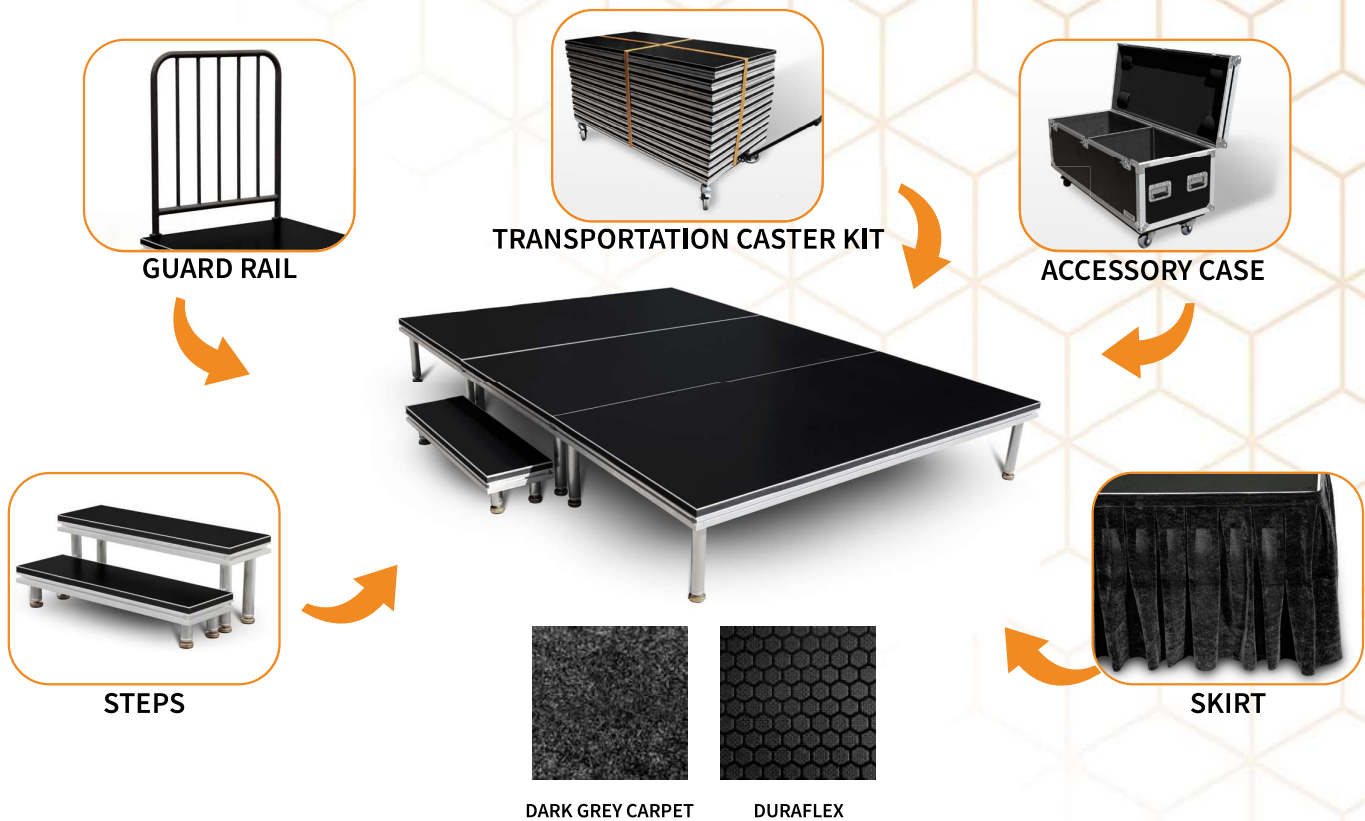 GUARD RAIL
TRANSPORTATION CASTER KIT
ACCESSORY CASE
STEPS
SKIRT
DARK GREY CARPET
DURAFLEX